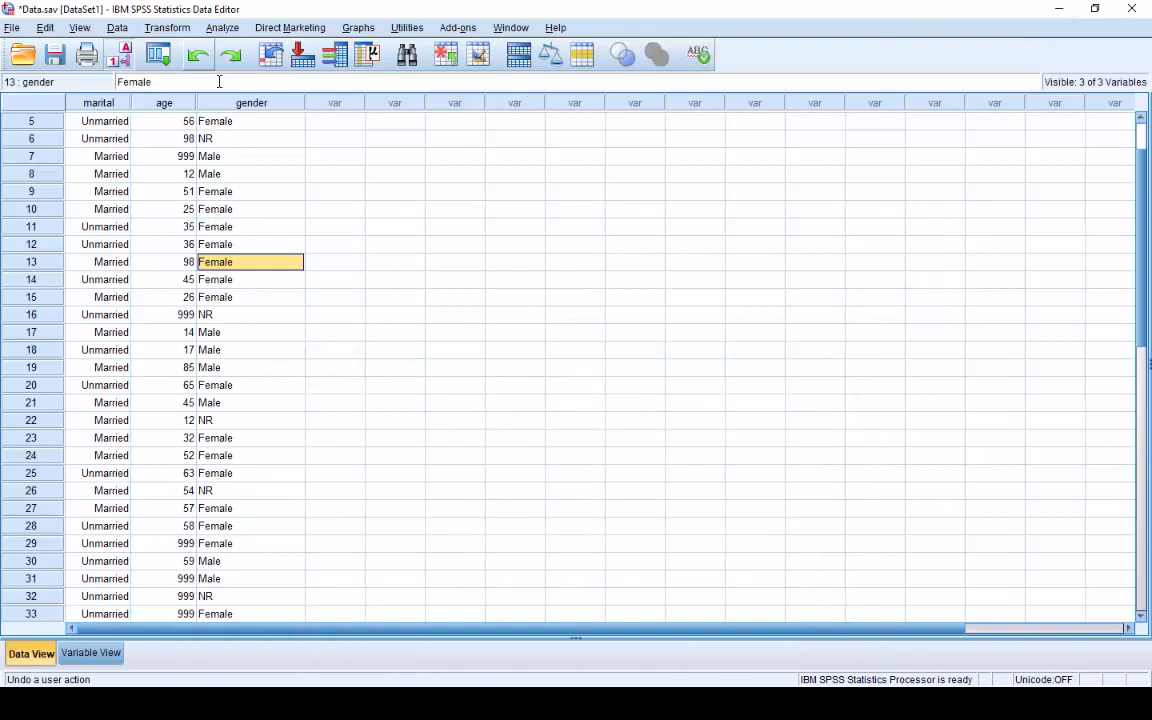 *Data.sav [DataSet1] - IBM SPSS Statistics Data Editor
File Edit View Data Transform Analyze Direct Marketing Graphs Utilities Add-ons Window Help
13 : gender Female Visible: 3 of 3 Variables
marital age gender var var var var var var var var var var var var var var
5 Unmarried 56 Female
6 Unmarried 98 NR
7 Married 999 Male
8 Married 12 Male
9 Married 51 Female
10 Married 25 Female
11 Unmarried 35 Female
12 Unmarried 36 Female
13 Married 98 Female
14 Unmarried 45 Female
15 Married 26 Female
16 Unmarried 999 NR
17 Married 14 Male
18 Unmarried 17 Male
19 Married 85 Male
20 Unmarried 65 Female
21 Married 45 Male
22 Married 12 NR
23 Married 32 Female
24 Married 52 Female
25 Unmarried 63 Female
26 Married 54 NR
27 Married 57 Female
28 Unmarried 58 Female
29 Unmarried 999 Female
30 Unmarried 59 Male
31 Unmarried 999 Male
32 Unmarried 999 NR
33 Unmarried 999 Female
Data View Variable View
Undo a user action IBM SPSS Statistics Processor is ready Unicode:OFF